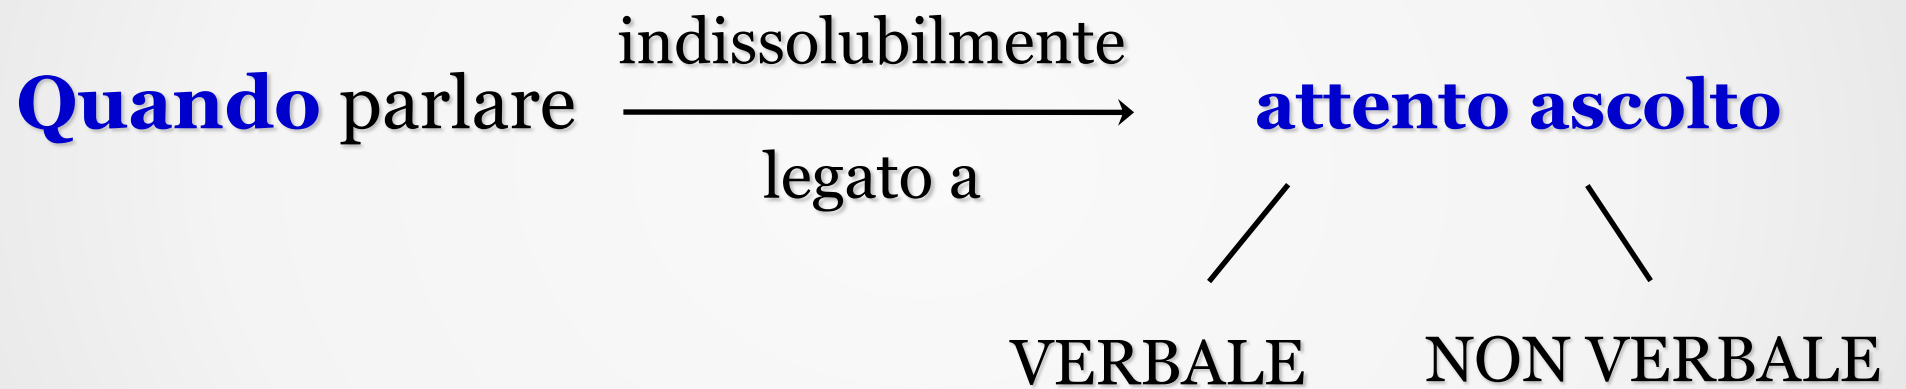 indissolubilmente
Quando parlare
attento ascolto
legato a
VERBALE
NON VERBALE